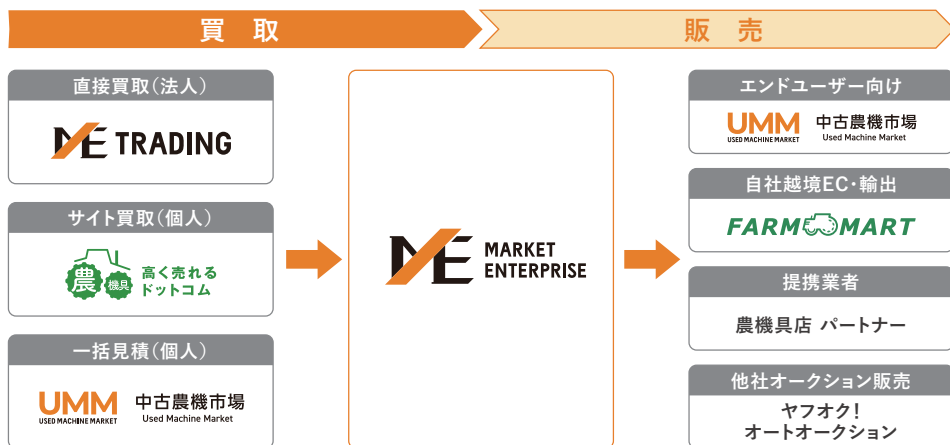 買取
販売
直接買取(法人)
ME TRADING
サイト買取(個人)
農機具
高く売れる
ドットコム
一括見積(個人)
UMM
USED MACHINE MARKET
中古農機市場
Used Machine Market
ME MARKET
ENTERPRISE
エンドユーザー向け
UMM
USED MACHINE MARKET
中古農機市場
Used Machine Market
自社越境EC・輸出
FARM MART
提携業者
農機具店 パートナー
他社オークション販売
ヤフオク!
オートオークション